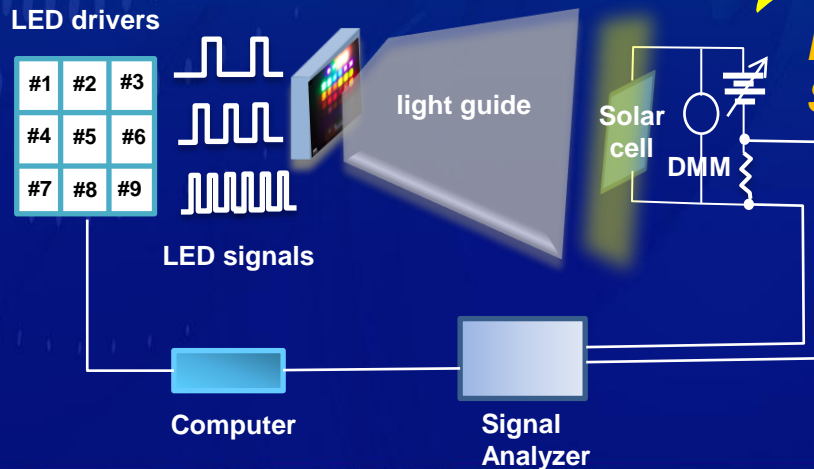 LED drivers
#1 #2 #3
#4 #5 #6
#7 #8 #9
LED signals
light guide
Solar
cell
DMM
Computer
Signal
Analyzer